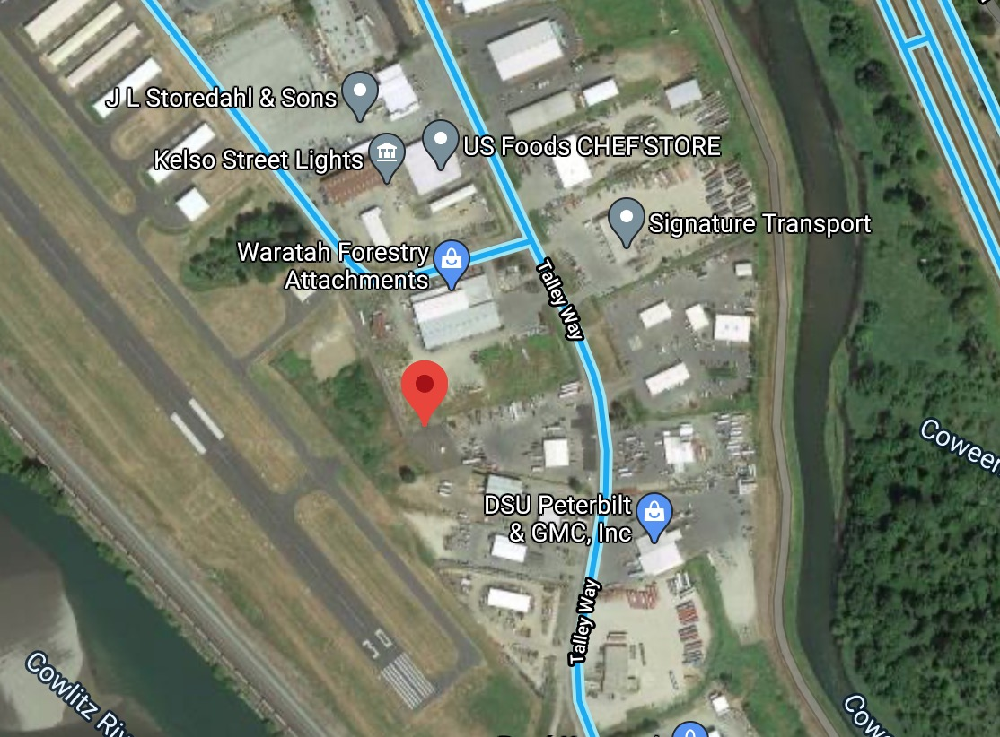 J L Storedahl & Sons
US Foods CHEF'STORE
Kelso Street Lights
Signature Transport
Waratah Forestry
Attachments
Talley Way
DSU Peterbilt
& GMC, Inc
Talley Way
Cowlitz